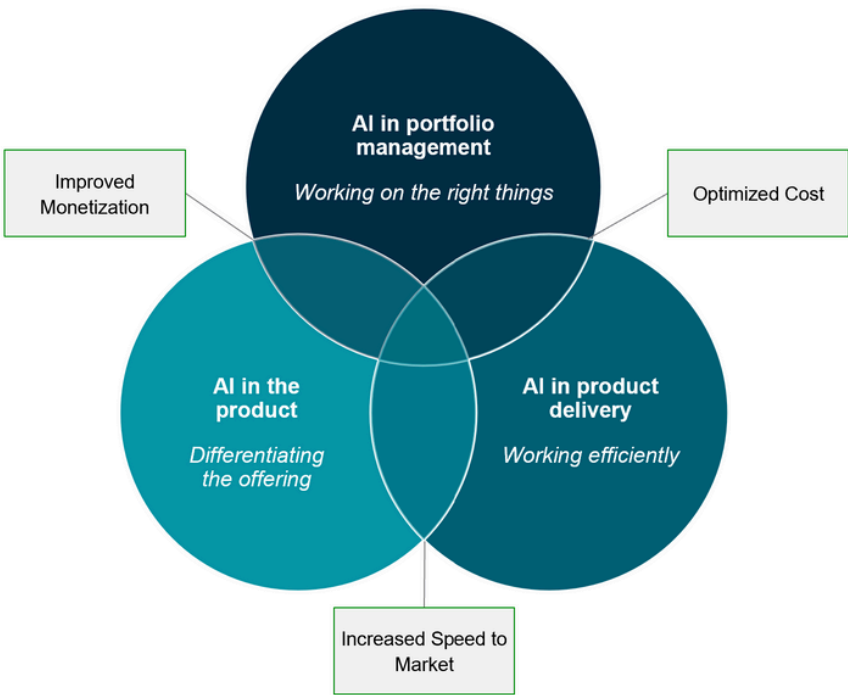 AI in portfolio
management
Working on the right things
Improved
Monetization
Optimized Cost
AI in the
product
Differentiating
the offering
AI in product
delivery
Working efficiently
Increased Speed to
Market